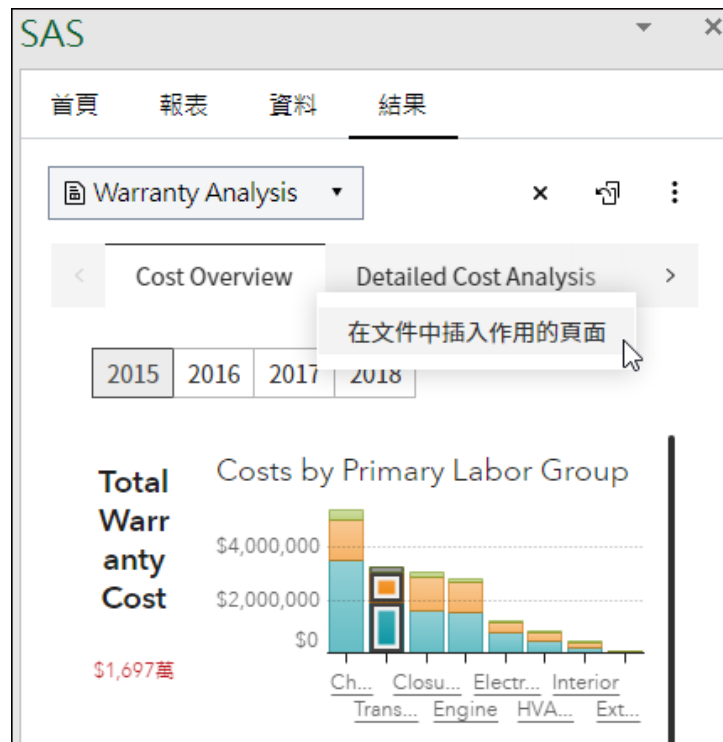 SAS
首頁 報表 資料 結果
Warranty Analysis
Cost Overview Detailed Cost Analysis
在文件中插入作用的頁面
2015 2016 2017 2018
Total
Warr
anty
Cost
$1,697萬
Costs by Primary Labor Group
$4,000,000
$2,000,000
$0
Ch... Closu... Electr... Interior
Trans... Engine HVA... Ext...